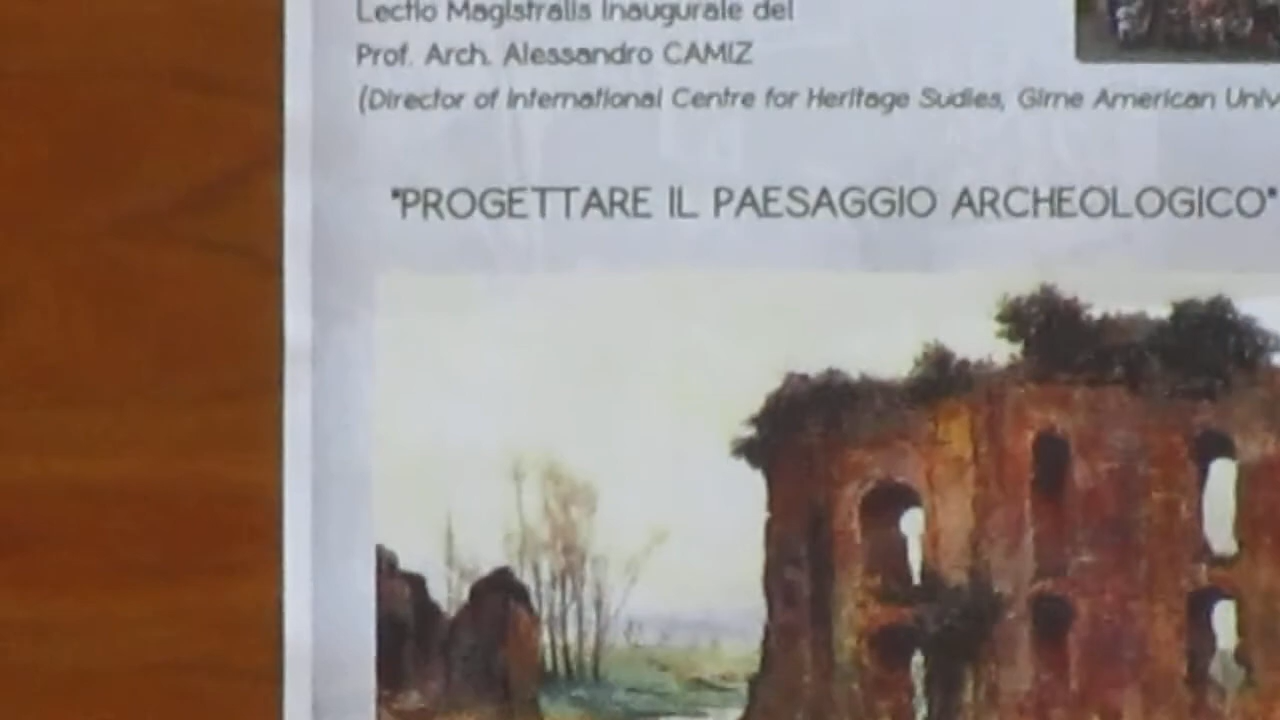 Lectio Magistralis Inaugurale del
Prof. Arch. Alessandro CAMIZ
(Director of International Centre for Heritage Sudies, Girne American Univ
"PROGETTARE IL PAESAGGIO ARCHEOLOGICO"